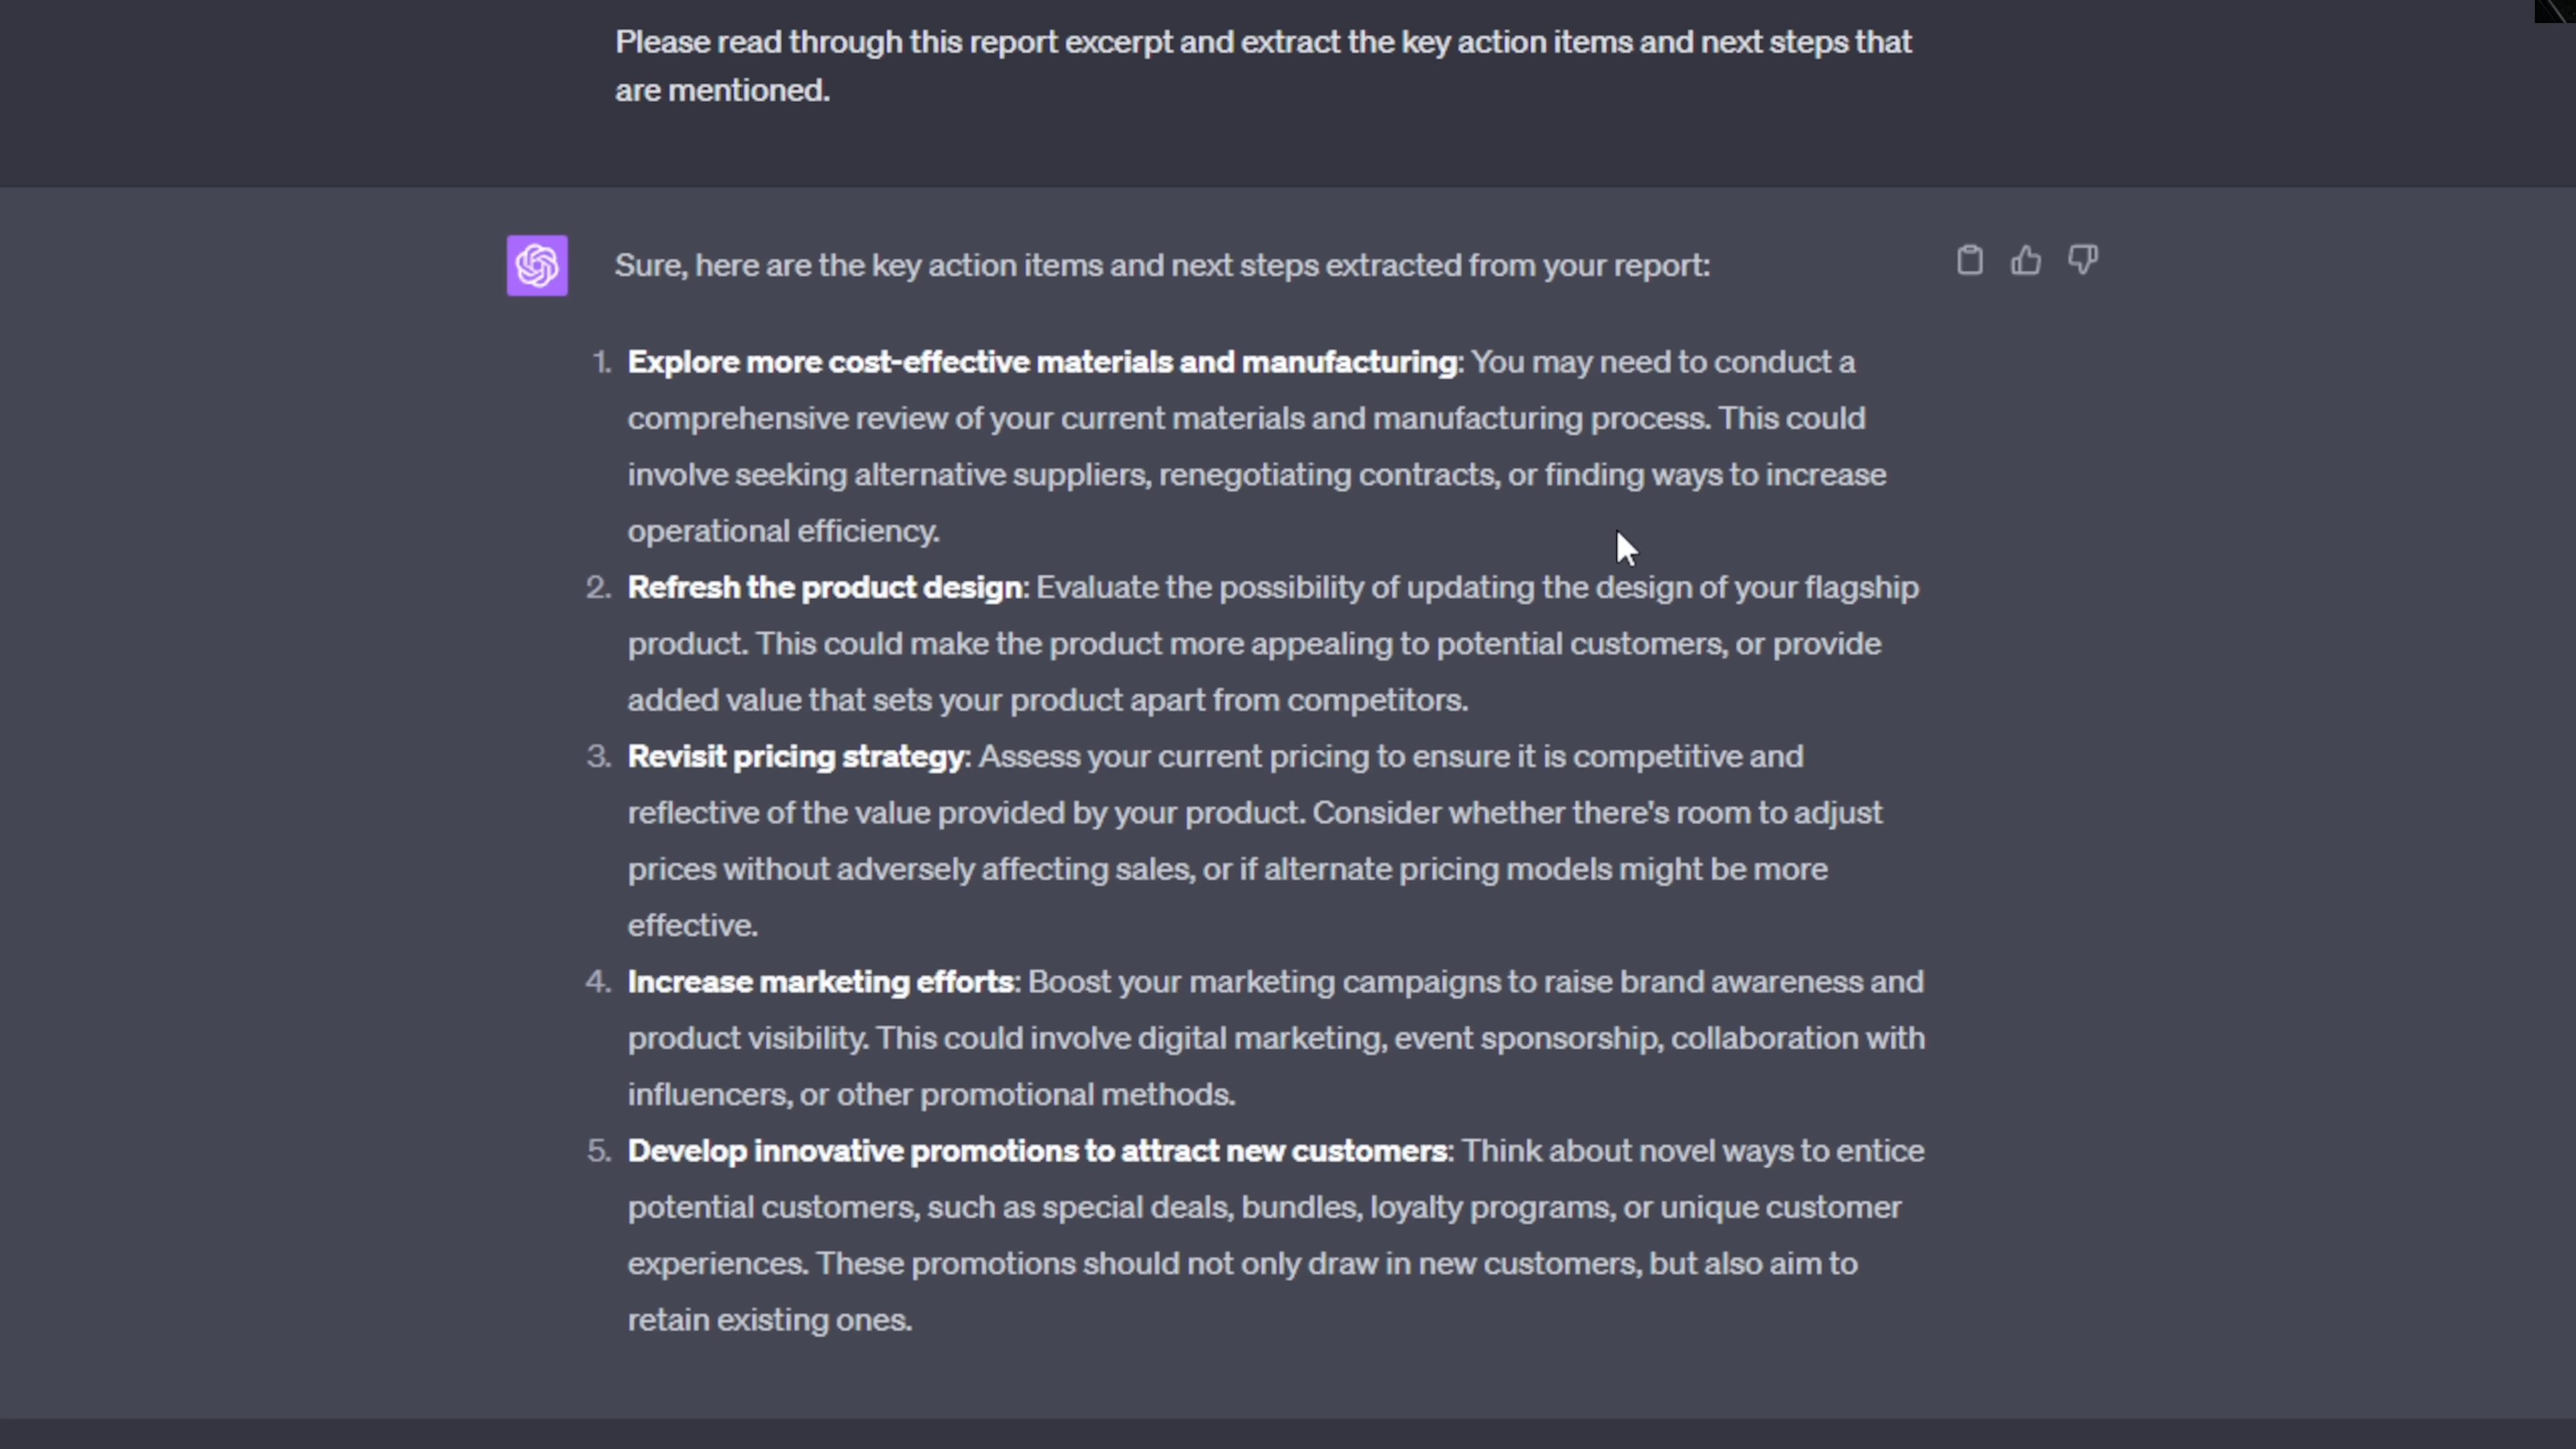 Please read through this report excerpt and extract the key action items and next steps that
are mentioned.
Sure, here are the key action items and next steps extracted from your report:
1. Explore more cost-effective materials and manufacturing: You may need to conduct a
comprehensive review of your current materials and manufacturing process. This could
involve seeking alternative suppliers, renegotiating contracts, or finding ways to increase
operational efficiency.
2. Refresh the product design: Evaluate the possibility of updating the design of your flagship
product. This could make the product more appealing to potential customers, or provide
added value that sets your product apart from competitors.
3. Revisit pricing strategy: Assess your current pricing to ensure it is competitive and
reflective of the value provided by your product. Consider whether there's room to adjust
prices without adversely affecting sales, or if alternate pricing models might be more
effective.
4. Increase marketing efforts: Boost your marketing campaigns to raise brand awareness and
product visibility. This could involve digital marketing, event sponsorship, collaboration with
influencers, or other promotional methods.
5. Develop innovative promotions to attract new customers: Think about novel ways to entice
potential customers, such as special deals, bundles, loyalty programs, or unique customer
experiences. These promotions should not only draw in new customers, but also aim to
retain existing ones.